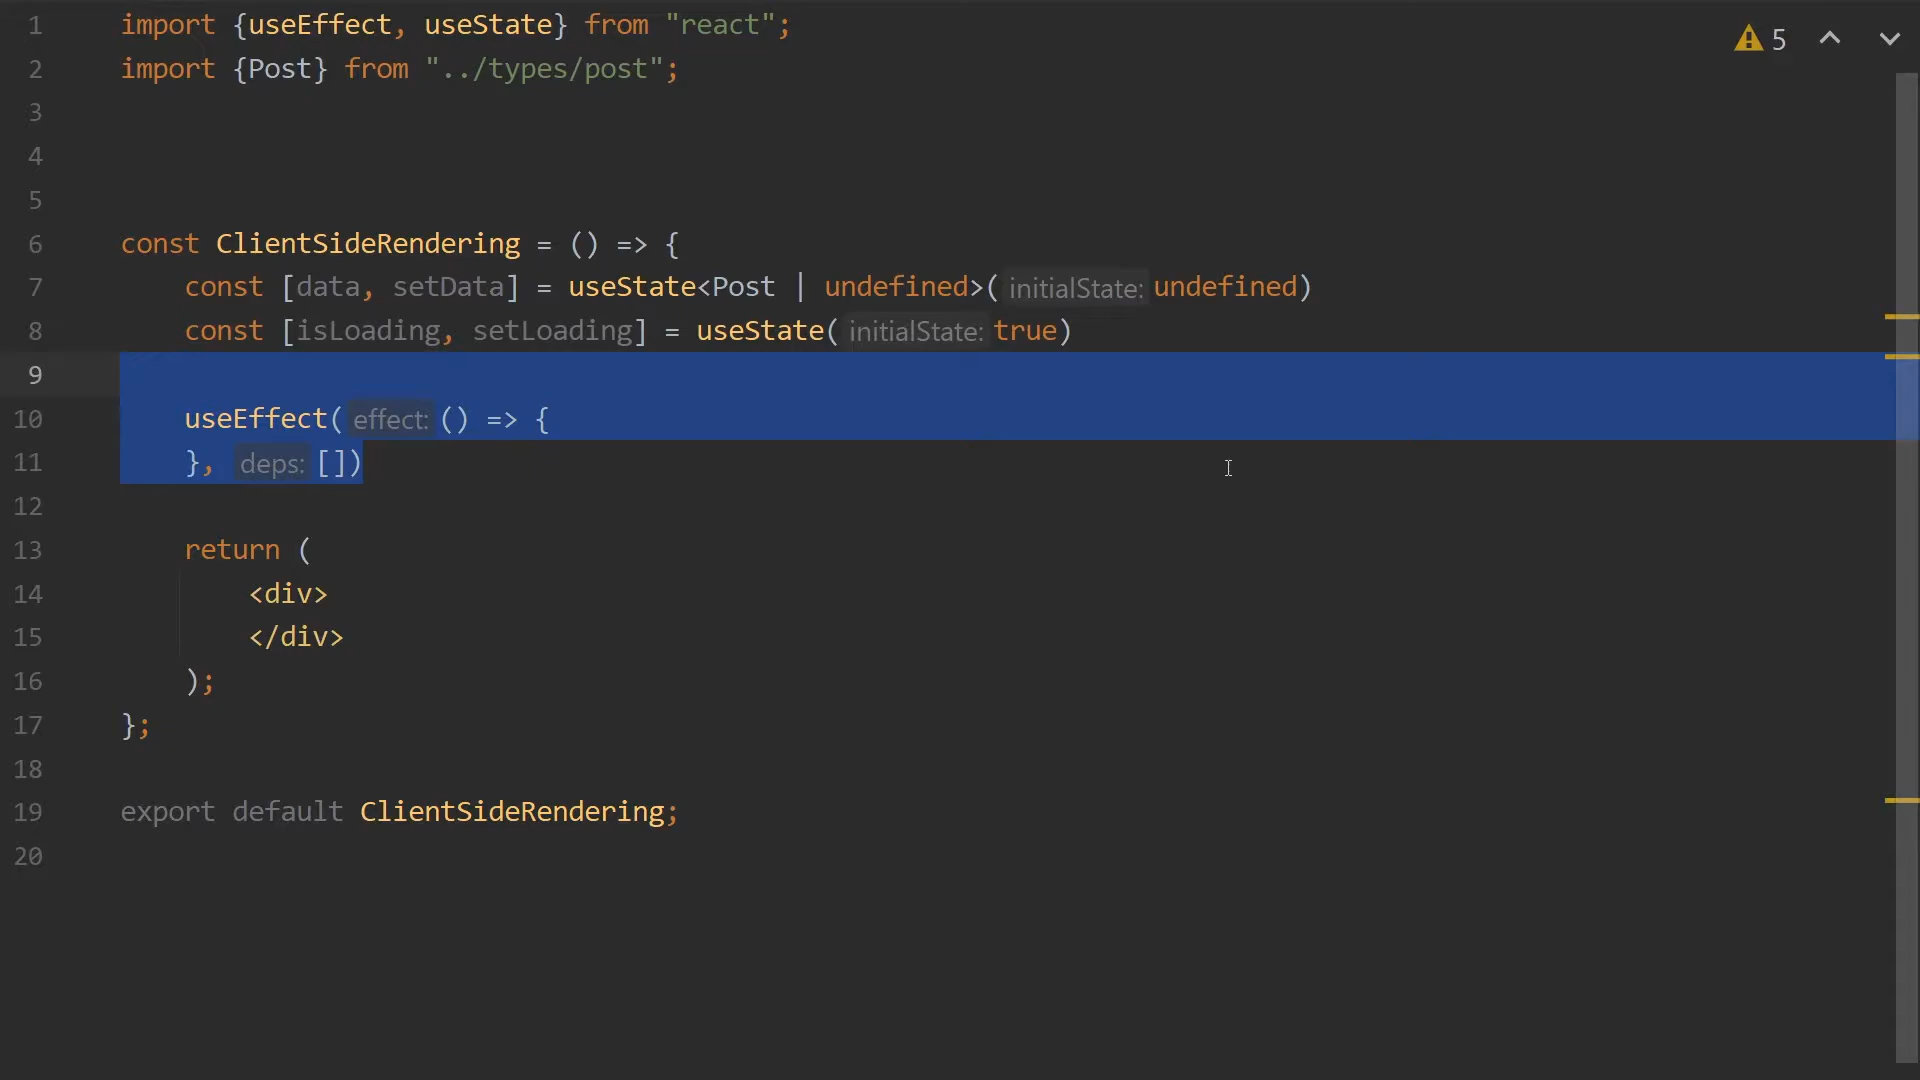 1 import {useEffect, useState} from "react";
2 import {Post} from "../types/post";
3
4
5
6 const ClientSideRendering = () => {
7 const [data, setData] = useState<Post | undefined>( initialState: undefined)
8 const [isLoading, setLoading] = useState( initialState: true)
9
10 useEffect( effect: () => {
11 }, deps: [])
12
13 return (
14 <div>
15 </div>
16 );
17 };
18
19 export default ClientSideRendering;
20
5